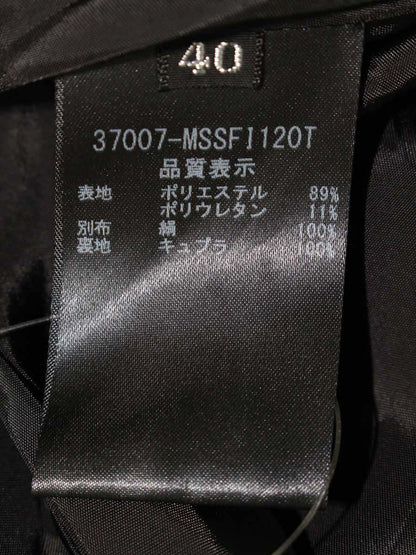 40
37007-MSSFI120T
品質表示
表地 ポリエステル 89%
ポリウレタン 11%
別布 絹 100%
裏地 キュプラ 100%